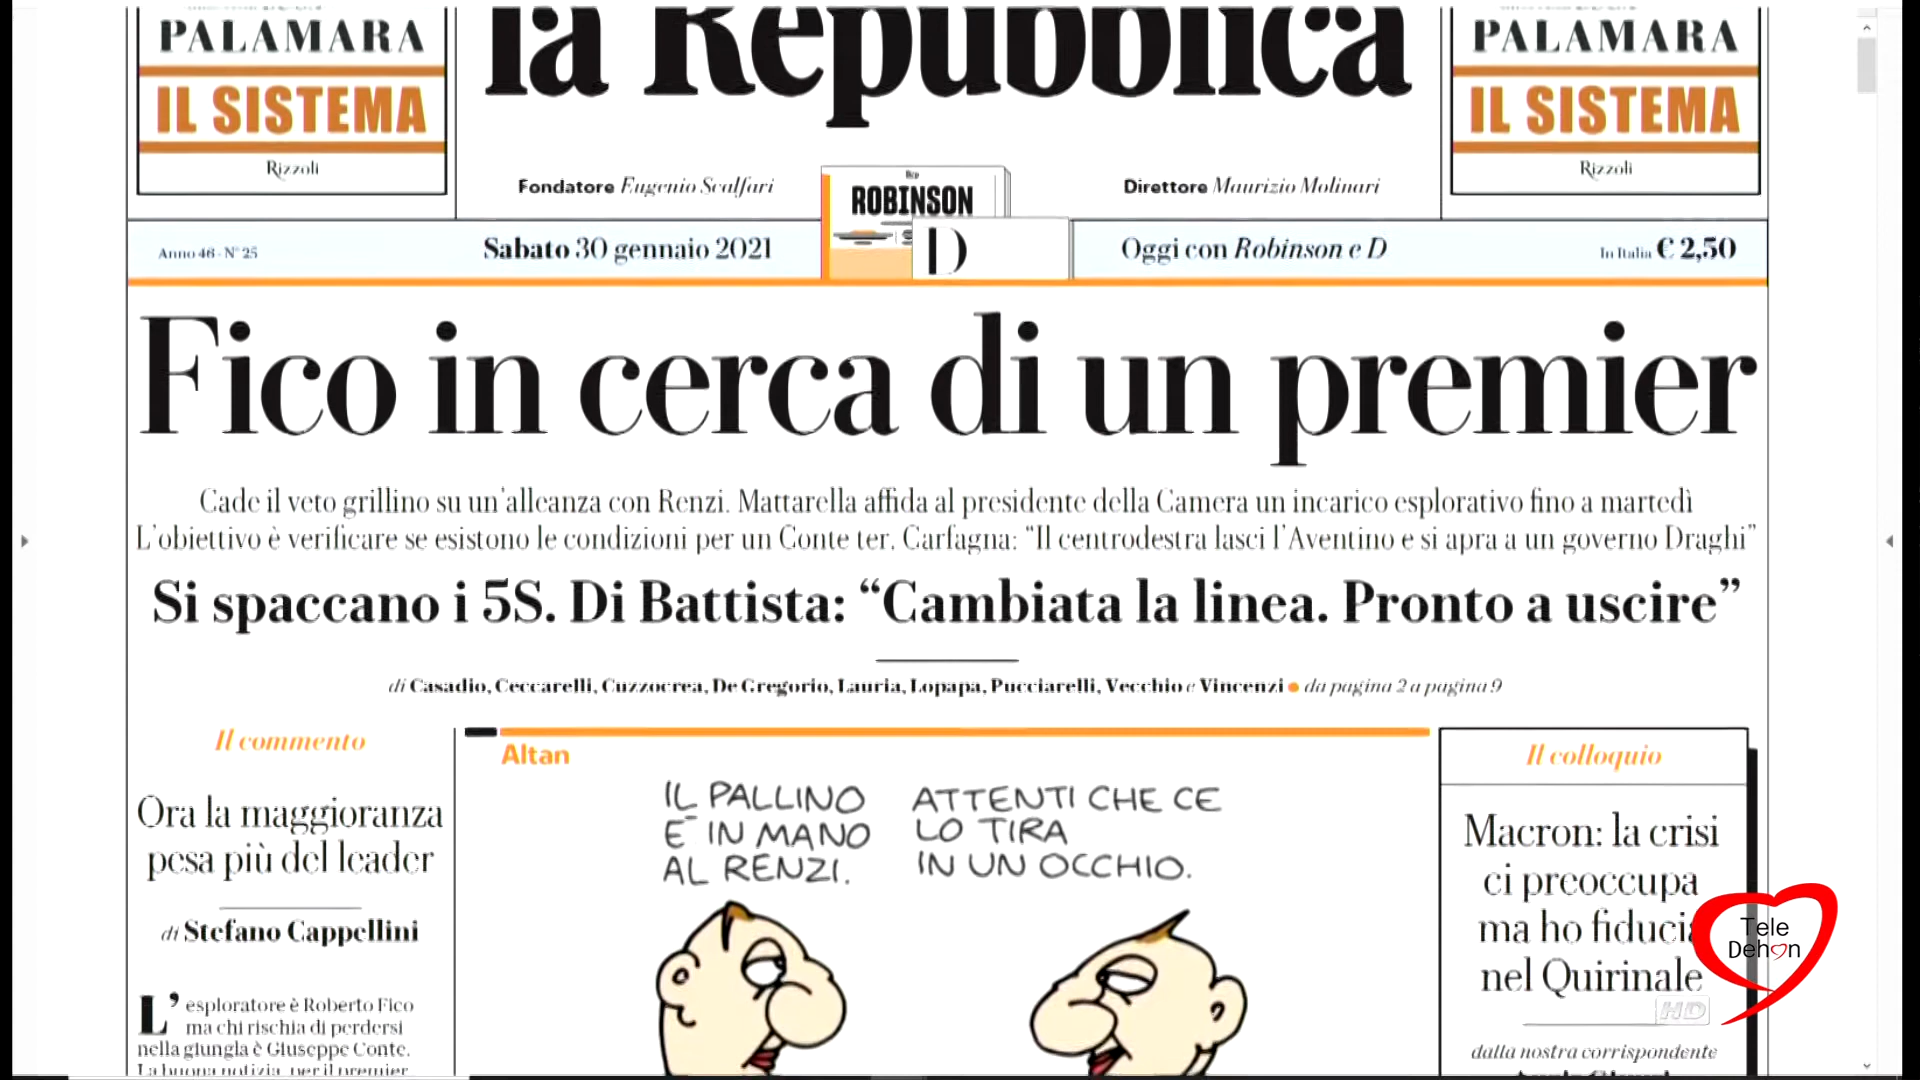 PALAMARA
IL SISTEMA
Rizzoli
la Repubblica
PALAMARA
IL SISTEMA
Rizzoli
Fondatore Eugenio Scalfari
ROBINSON
D
Direttore Maurizio Molinari
Anno 46 - N° 25
Sabato 30 gennaio 2021
Oggi con Robinson e D
In Italia € 2,50
Fico in cerca di un premier
Cade il veto grillino su un'alleanza con Renzi. Mattarella affida al presidente della Camera un incarico esplorativo fino a martedì
L'obiettivo è verificare se esistono le condizioni per un Conte ter. Carfagna: “Il centrodestra lasci l'Aventino e si apra a un governo Draghi”
Si spaccano i 5S. Di Battista: “Cambiata la linea. Pronto a uscire”
di Casadio, Ceccarelli, Cuzzocrea, De Gregorio, Lauria, Lopapa, Pucciarelli, Vecchio e Vincenzi ● da pagina 2 a pagina 9
Il commento
Ora la maggioranza
pesa più del leader
di Stefano Cappellini
L'esploratore è Roberto Fico
ma chi rischia di perdersi
nella giungla è Giuseppe Conte.
La buona notizia, per il premier
Altan
IL PALLINO
E' IN MANO
AL RENZI.
ATTENTI CHE CE
LO TIRA
IN UN OCCHIO.
Il colloquio
Macron: la crisi
ci preoccupa
ma ho fiducia
nel Quirinale
dalla nostra corrispondente
Tele
Dehon
HD